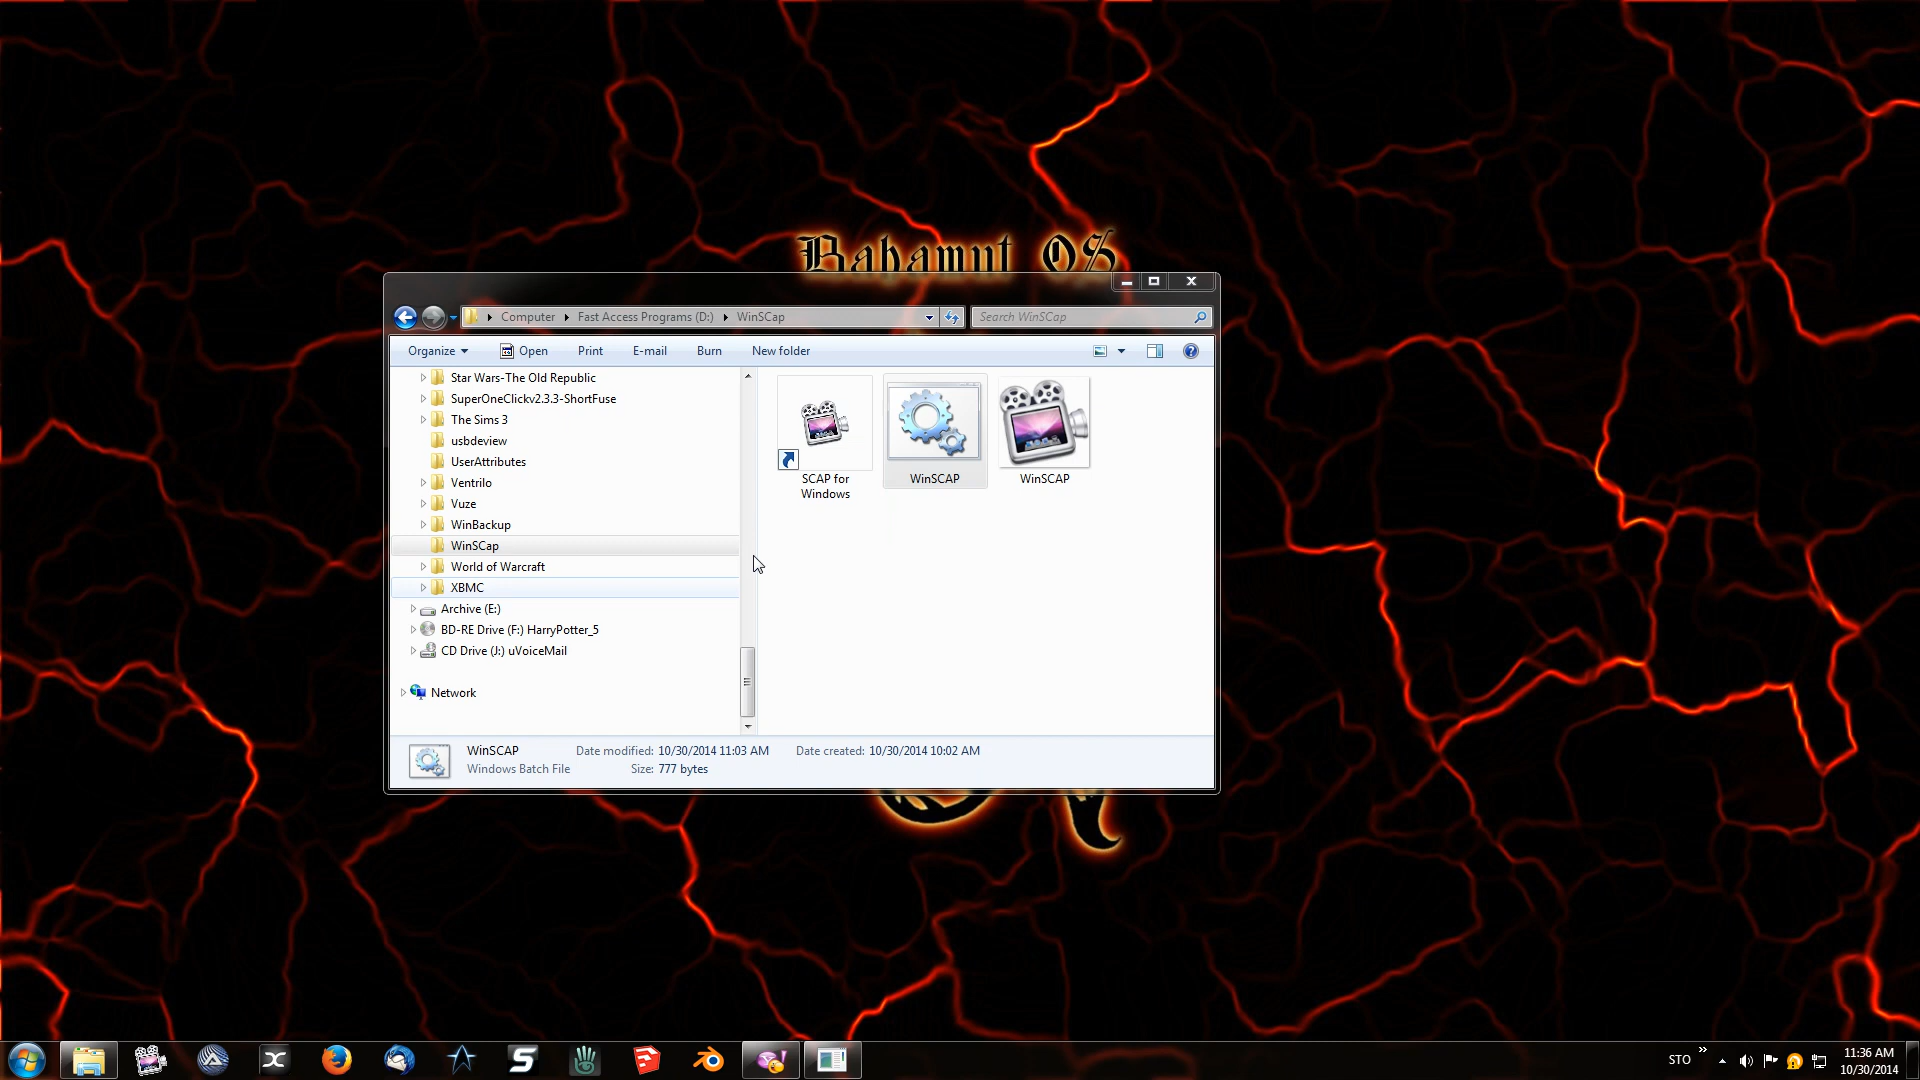 Bahamut OS
Computer
Fast Access Programs (D:)
WinSCap
Search WinSCap
Organize
Open
Print
E-mail
Burn
New folder
Star Wars-The Old Republic
SuperOneClickv2.3.3-ShortFuse
The Sims 3
usbdeview
UserAttributes
Ventrilo
Vuze
WinBackup
WinSCap
World of Warcraft
XBMC
Archive (E:)
BD-RE Drive (F:) HarryPotter_5
CD Drive (J:) uVoiceMail
Network
SCAP for
Windows
WinSCAP
WinSCAP
WinSCAP
Date modified: 10/30/2014 11:03 AM
Date created: 10/30/2014 10:02 AM
Windows Batch File
Size: 777 bytes
STO
11:36 AM
10/30/2014